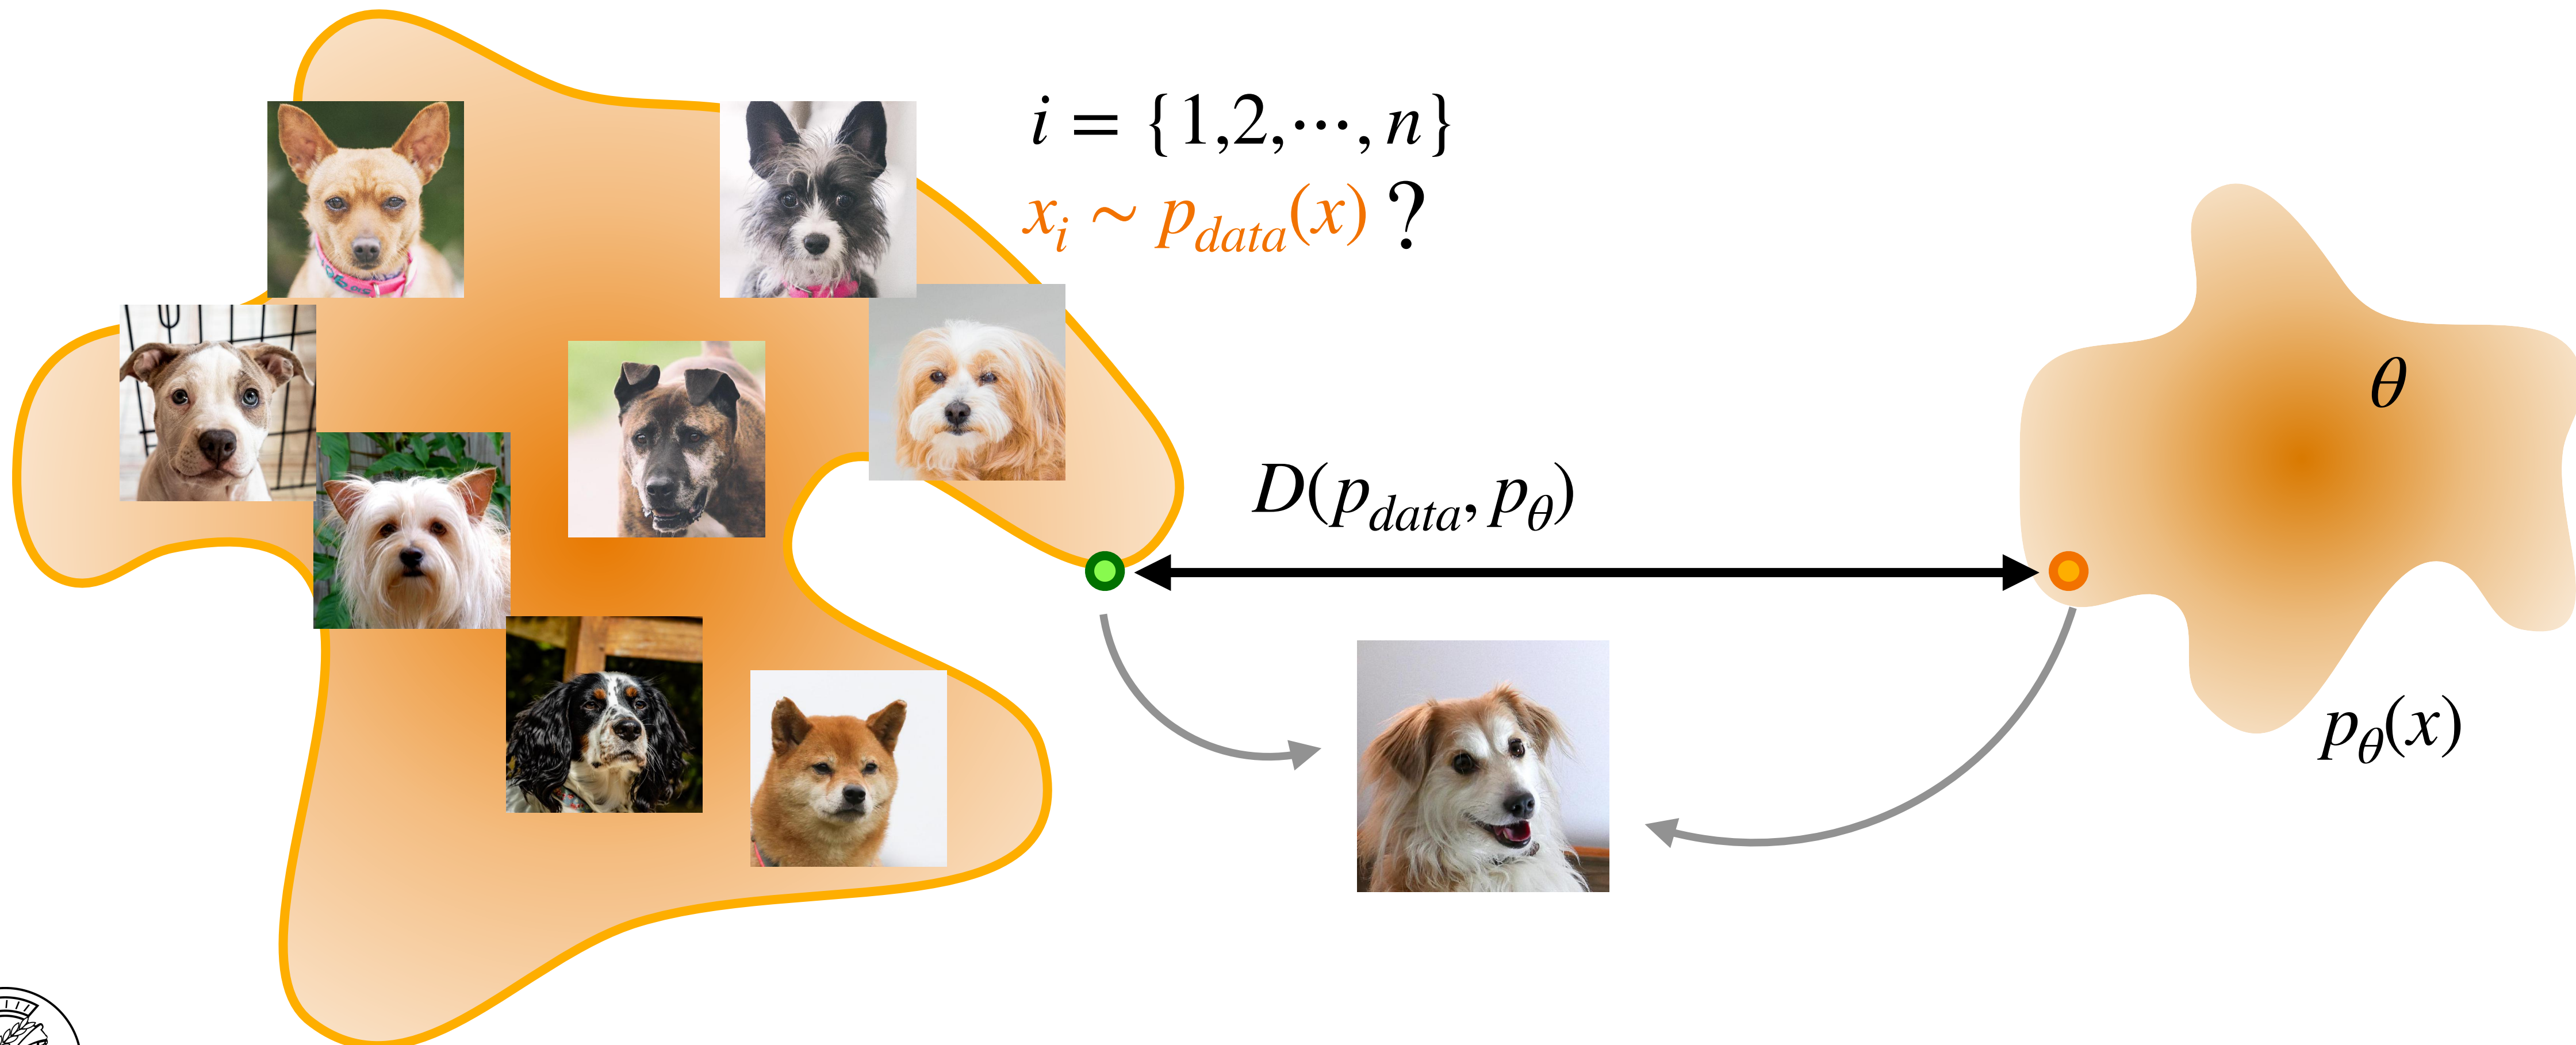 i = {1,2,⋯, n}
x_i ∼ p_data(x) ?
θ
D(p_data, p_θ)
p_θ(x)